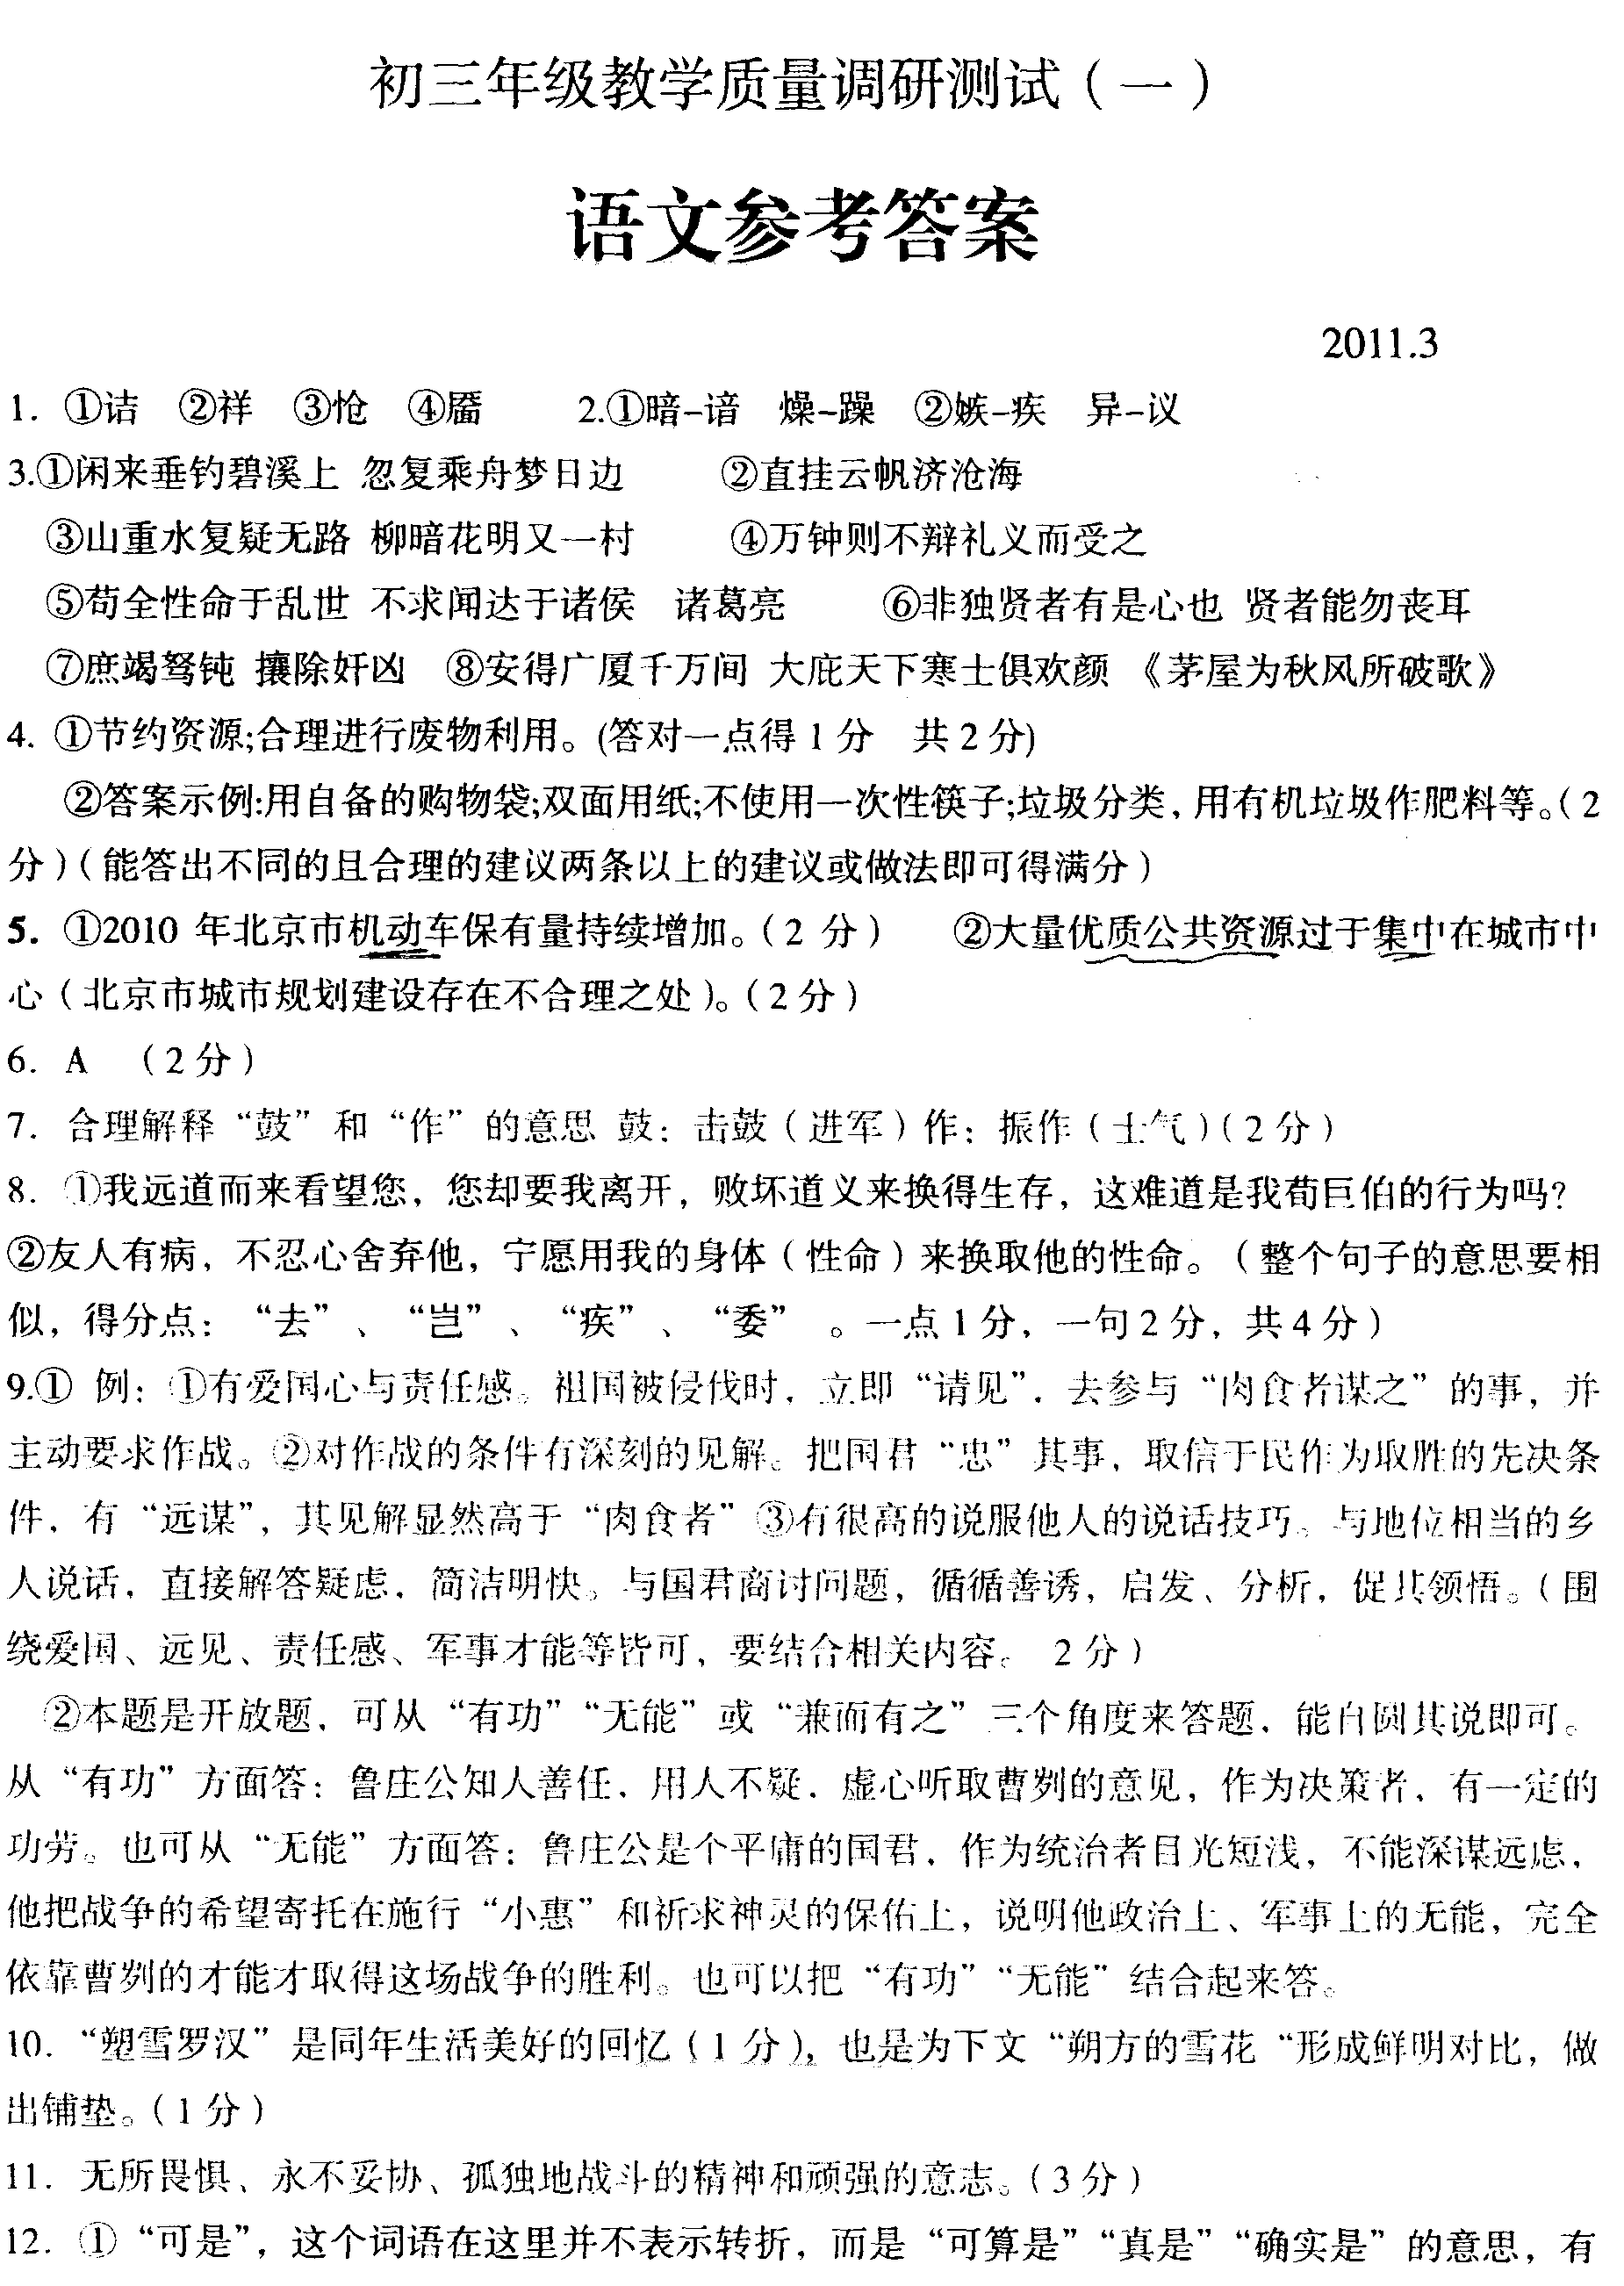 初三年级教学质量调研测试（一）
语文参考答案
2011.3
1. ①诘 ②祥 ③怆 ④靥 2.①暗-谙 燥-躁 ②嫉-疾 异-议
3.①闲来垂钓碧溪上 忽复乘舟梦日边 ②直挂云帆济沧海
③山重水复疑无路 柳暗花明又一村 ④万钟则不辩礼义而受之
⑤苟全性命于乱世 不求闻达于诸侯 诸葛亮 ⑥非独贤者有是心也 贤者能勿丧耳
⑦庶竭驽钝 攘除奸凶 ⑧安得广厦千万间 大庇天下寒士俱欢颜 《茅屋为秋风所破歌》
4. ①节约资源;合理进行废物利用。(答对一点得 1 分 共 2 分)
②答案示例:用自备的购物袋;双面用纸;不使用一次性筷子;垃圾分类，用有机垃圾作肥料等。（2
分）（能答出不同的且合理的建议两条以上的建议或做法即可得满分）
5. ①2010 年北京市机动车保有量持续增加。（2 分） ②大量优质公共资源过于集中在城市中
心（北京市城市规划建设存在不合理之处）。（2 分）
6. A （2 分）
7. 合理解释“鼓”和“作”的意思 鼓：击鼓（进军）作：振作（士气）（2 分）
8. ①我远道而来看望您，您却要我离开，败坏道义来换得生存，这难道是我荀巨伯的行为吗？
②友人有病，不忍心舍弃他，宁愿用我的身体（性命）来换取他的性命。（整个句子的意思要相
似，得分点：“去”、“岂”、“疾”、“委”。一点 1 分，一句 2 分，共 4 分）
9.① 例：①有爱国心与责任感。祖国被侵伐时，立即“请见”，去参与“肉食者谋之”的事，并
主动要求作战。②对作战的条件有深刻的见解。把国君“忠”其事，取信于民作为取胜的先决条
件，有“远谋”，其见解显然高于“肉食者”③有很高的说服他人的说话技巧。与地位相当的乡
人说话，直接解答疑虑，简洁明快。与国君商讨问题，循循善诱，启发、分析，促其领悟。（围
绕爱国、远见、责任感、军事才能等皆可，要结合相关内容。 2 分）
②本题是开放题，可从“有功”“无能”或“兼而有之”三个角度来答题，能自圆其说即可。
从“有功”方面答：鲁庄公知人善任，用人不疑，虚心听取曹刿的意见，作为决策者，有一定的
功劳。也可从“无能”方面答：鲁庄公是个平庸的国君，作为统治者目光短浅，不能深谋远虑，
他把战争的希望寄托在施行“小惠”和祈求神灵的保佑上，说明他政治上、军事上的无能，完全
依靠曹刿的才能才取得这场战争的胜利。也可以把“有功”“无能”结合起来答。
10. “塑雪罗汉”是同年生活美好的回忆（1 分），也是为下文“朔方的雪花“形成鲜明对比，做
出铺垫。（1 分）
11. 无所畏惧、永不妥协、孤独地战斗的精神和顽强的意志。（3 分）
12. ①“可是”，这个词语在这里并不表示转折，而是“可算是”“真是”“确实是”的意思，有